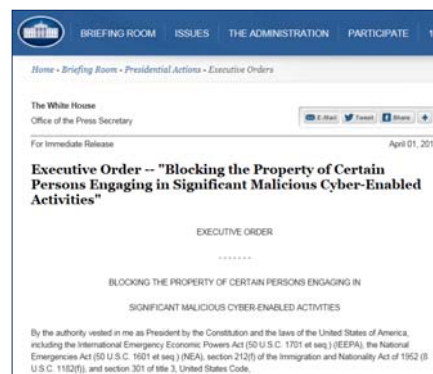 BRIEFING ROOM ISSUES THE ADMINISTRATION PARTICIPATE 1
Home • Briefing Room • Presidential Actions • Executive Orders
The White House
Office of the Press Secretary
E-Mail Tweet Share +
For Immediate Release April 01, 201
Executive Order -- "Blocking the Property of Certain
Persons Engaging in Significant Malicious Cyber-Enabled
Activities"
EXECUTIVE ORDER
- - - - - - -
BLOCKING THE PROPERTY OF CERTAIN PERSONS ENGAGING IN
SIGNIFICANT MALICIOUS CYBER-ENABLED ACTIVITIES
By the authority vested in me as President by the Constitution and the laws of the United States of America,
including the International Emergency Economic Powers Act (50 U.S.C. 1701 et seq.) (IEEPA), the National
Emergencies Act (50 U.S.C. 1601 et seq.) (NEA), section 212(f) of the Immigration and Nationality Act of 1952 (8
U.S.C. 1182(f)), and section 301 of title 3, United States Code,